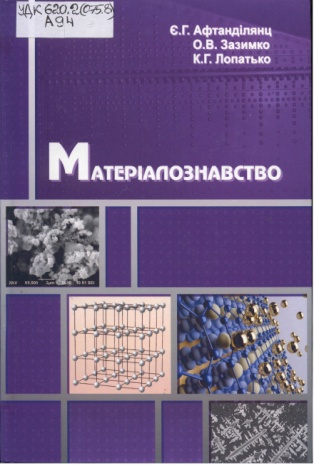 УДК 620.2(075.8)
А94
Є.Г. Афтанділянц
О.В. Зазимко
К.Г. Лопатько
Матеріалознавство